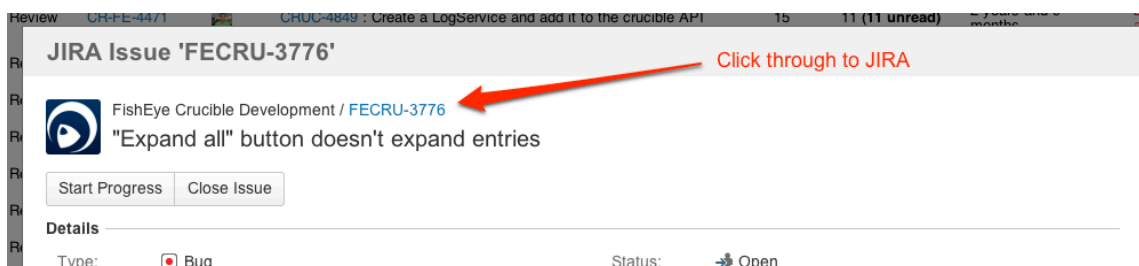 Review CH-FE-4471 CRUC-4849 : Create a LogService and add it to the crucible API 15 11 (11 unread)
months
JIRA Issue 'FECRU-3776'
Click through to JIRA
FishEye Crucible Development / FECRU-3776
"Expand all" button doesn't expand entries
Start Progress Close Issue
Details
Type: Bug Status: Open